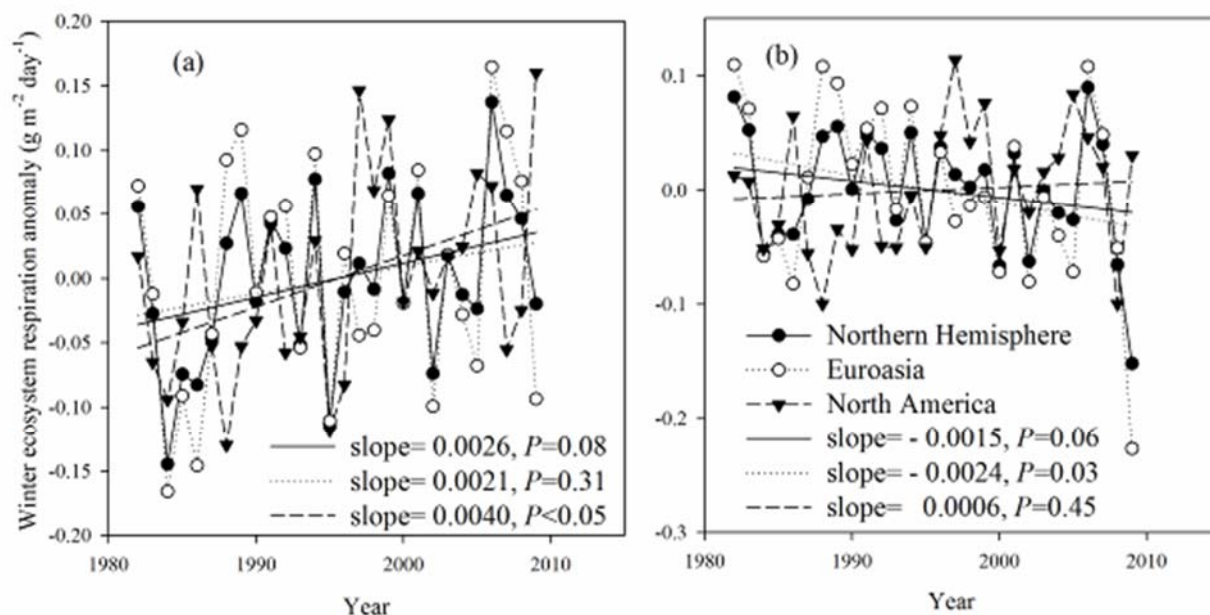 Winter ecosystem respiration anomaly (g m⁻² day⁻¹)
(a)
0.20
0.15
0.10
0.05
0.00
-0.05
-0.10
-0.15
-0.20
slope= 0.0026, P=0.08
slope= 0.0021, P=0.31
slope= 0.0040, P<0.05
1980 1990 2000 2010
Year
(b)
0.1
0.0
-0.1
-0.2
-0.3
Northern Hemisphere
Euroasia
North America
slope= - 0.0015, P=0.06
slope= - 0.0024, P=0.03
slope= 0.0006, P=0.45
1980 1990 2000 2010
Year